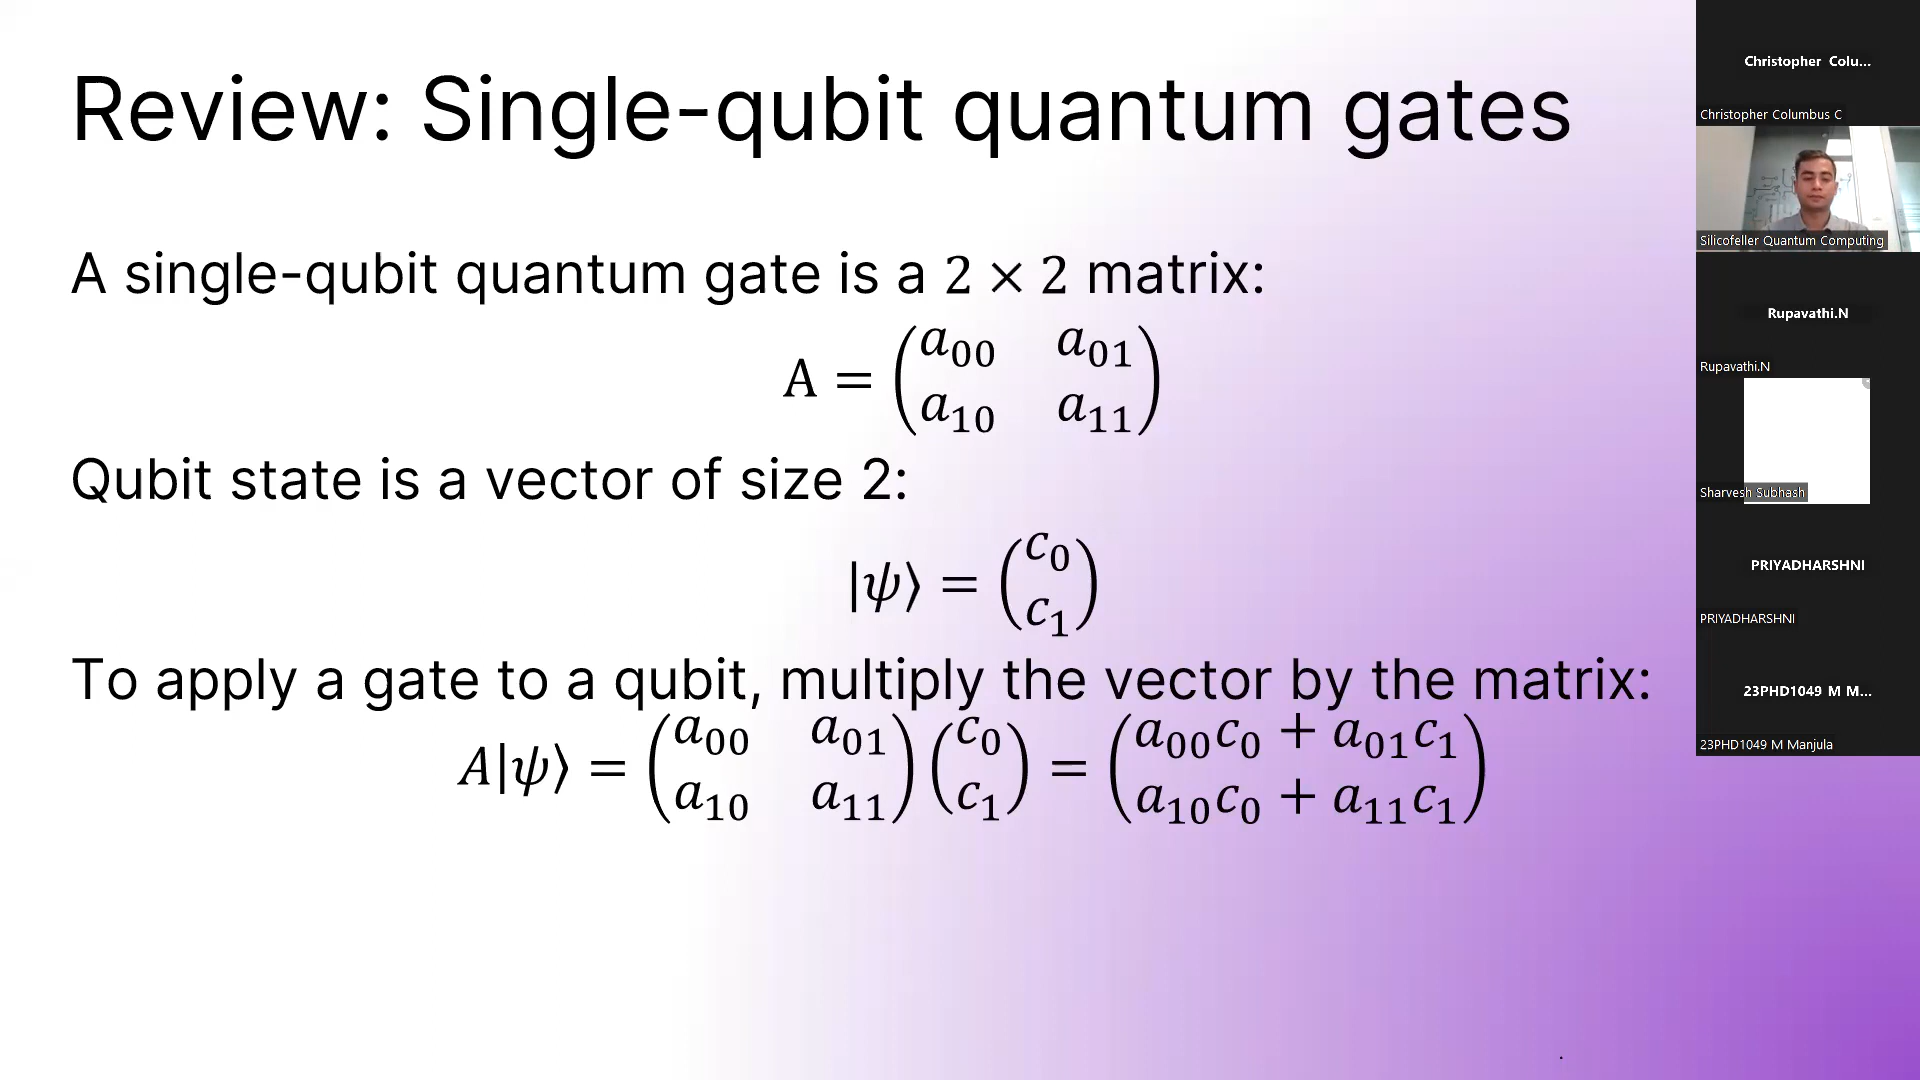 Review: Single-qubit quantum gates
A single-qubit quantum gate is a 2 × 2 matrix:
A = (a₀₀ a₀₁
a₁₀ a₁₁)
Qubit state is a vector of size 2:
|ψ⟩ = (c₀
c₁)
To apply a gate to a qubit, multiply the vector by the matrix:
A|ψ⟩ = (a₀₀ a₀₁ a₁₀ a₁₁)(c₀ c₁) = (a₀₀c₀ + a₀₁c₁
a₁₀c₀ + a₁₁c₁)
Christopher Colu...
Christopher Columbus C
Silicofeller Quantum Computing
Rupavathi.N
Rupavathi.N
Sharvesh Subhash
PRIYADHARSHNI
PRIYADHARSHNI
23PHD1049 M M...
23PHD1049 M Manjula